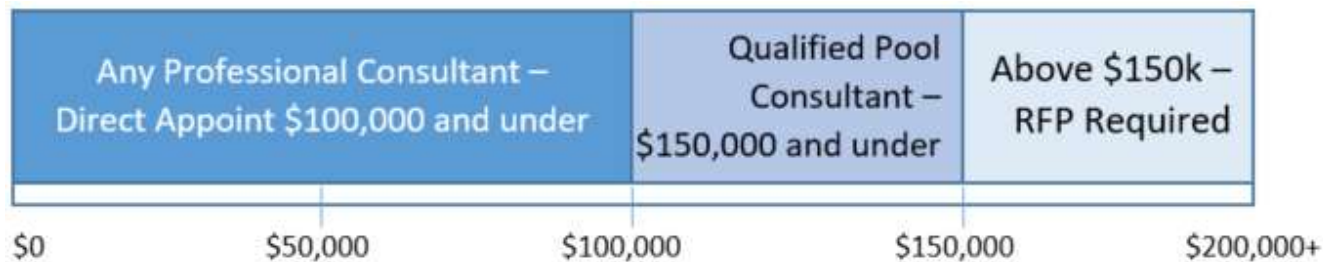 Any Professional Consultant –
Direct Appoint $100,000 and under
Qualified Pool
Consultant –
$150,000 and under
Above $150k –
RFP Required
$0
$50,000
$100,000
$150,000
$200,000+